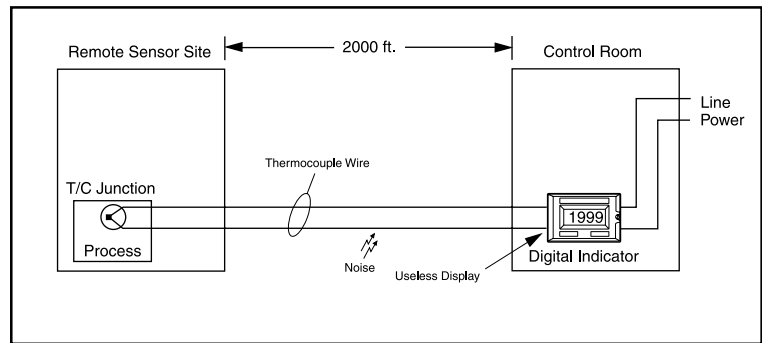 Remote Sensor Site
2000 ft.
Control Room
Line
Power
Thermocouple Wire
T/C Junction
1999
Process
Noise
Useless Display
Digital Indicator